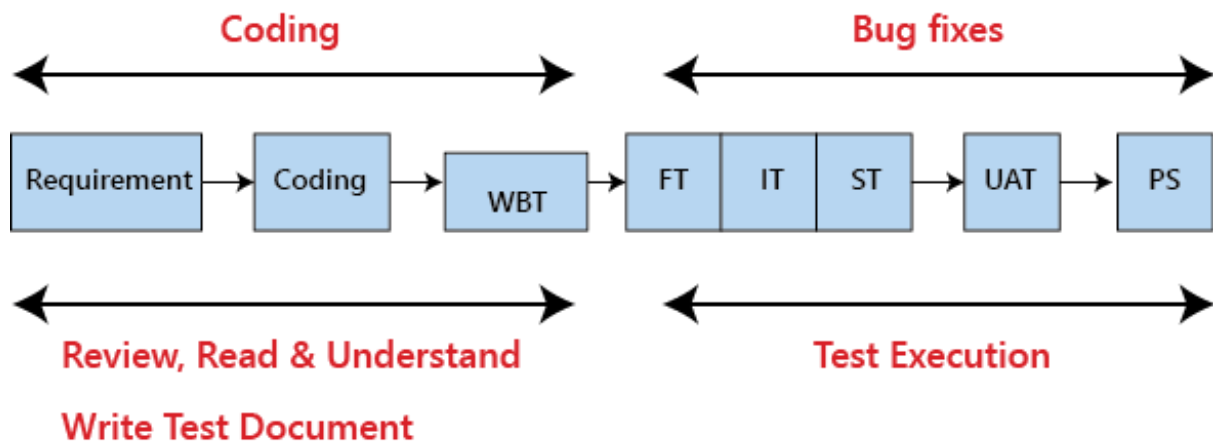 Coding
Bug fixes
Requirement
Coding
WBT
FT
IT
ST
UAT
PS
Review, Read & Understand
Test Execution
Write Test Document